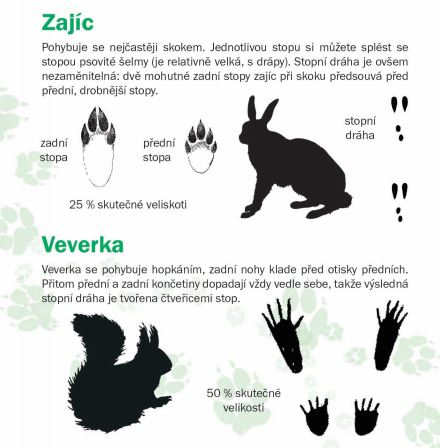 Zajíc
Pohybuje se nejčastěji skokem. Jednotlivou stopu si můžete splést se
stopou psovité šelmy (je relativně velká, s drápy). Stopní dráha je ovšem
nezaměnitelná: dvě mohutné zadní stopy zajíc při skoku předsouvá před
přední, drobnější stopy.
zadní
stopa
přední
stopa
stopní
dráha
25 % skutečné veliskoti
Veverka
Veverka se pohybuje hopkáním, zadní nohy klade před otisky předních.
Přitom přední a zadní končetiny dopadají vždy vedle sebe, takže výsledná
stopní dráha je tvořena čtveřicemi stop.
50 % skutečné
velikosti